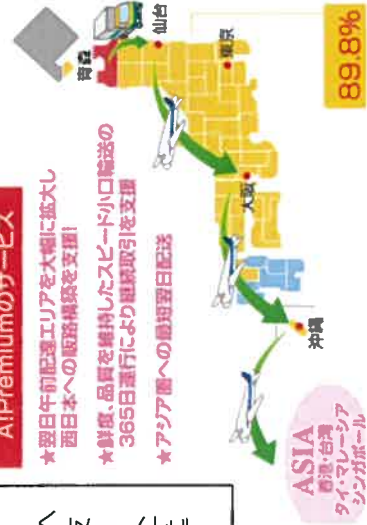 A!Premiumのサービス
★翌日午前配達エリアを大幅に拡大し
西日本への販路構築を支援!
★鮮度、品質を維持したスピード小口輸送の
365日運行により継続取引を支援
★アジア圏への最短翌日配送
青森
仙台
東京
大阪
沖縄
89.8%
ASIA
香港・台湾
タイ・マレーシア
シンガポール